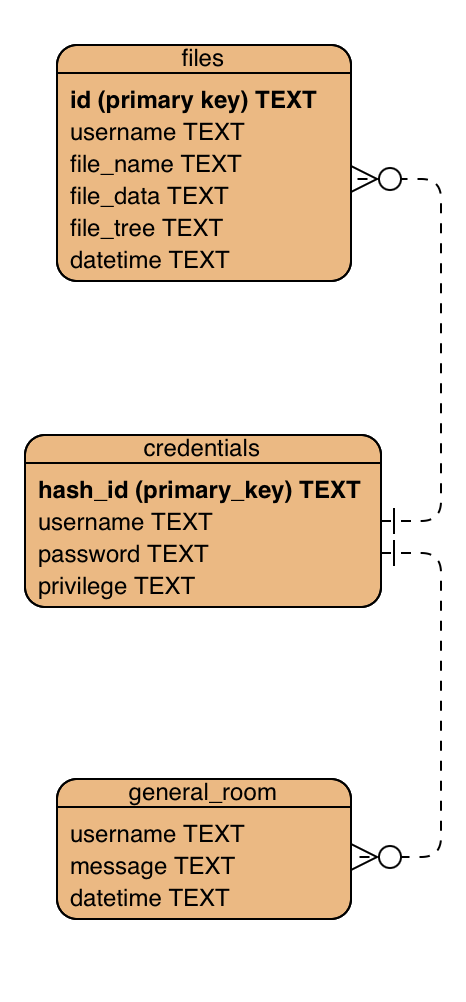 files
id (primary key) TEXT
username TEXT
file_name TEXT
file_data TEXT
file_tree TEXT
datetime TEXT
credentials
hash_id (primary_key) TEXT
username TEXT
password TEXT
privilege TEXT
general_room
username TEXT
message TEXT
datetime TEXT